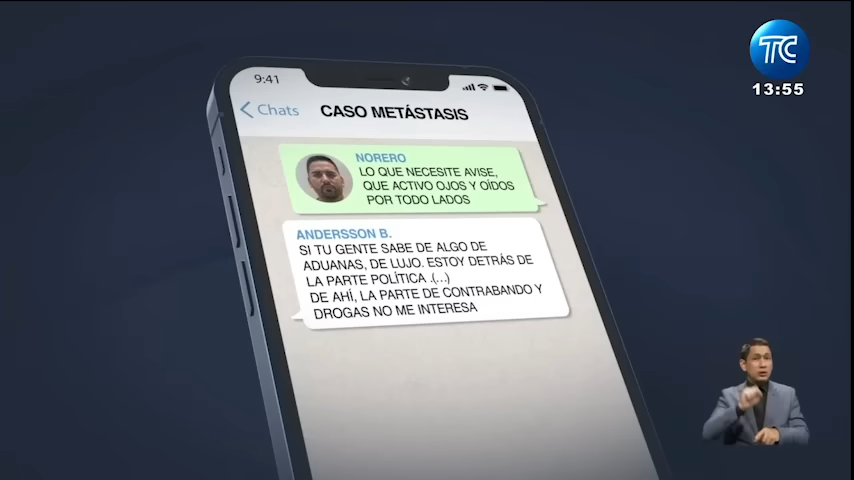 TC
13:55
9:41
Chats
CASO METÁSTASIS
NORERO
LO QUE NECESITE AVISE,
QUE ACTIVO OJOS Y OÍDOS
POR TODO LADOS
ANDERSSON B.
SI TU GENTE SABE DE ALGO DE
ADUANAS, DE LUJO. ESTOY DETRÁS DE
LA PARTE POLÍTICA .(...)
DE AHÍ, LA PARTE DE CONTRABANDO Y
DROGAS NO ME INTERESA